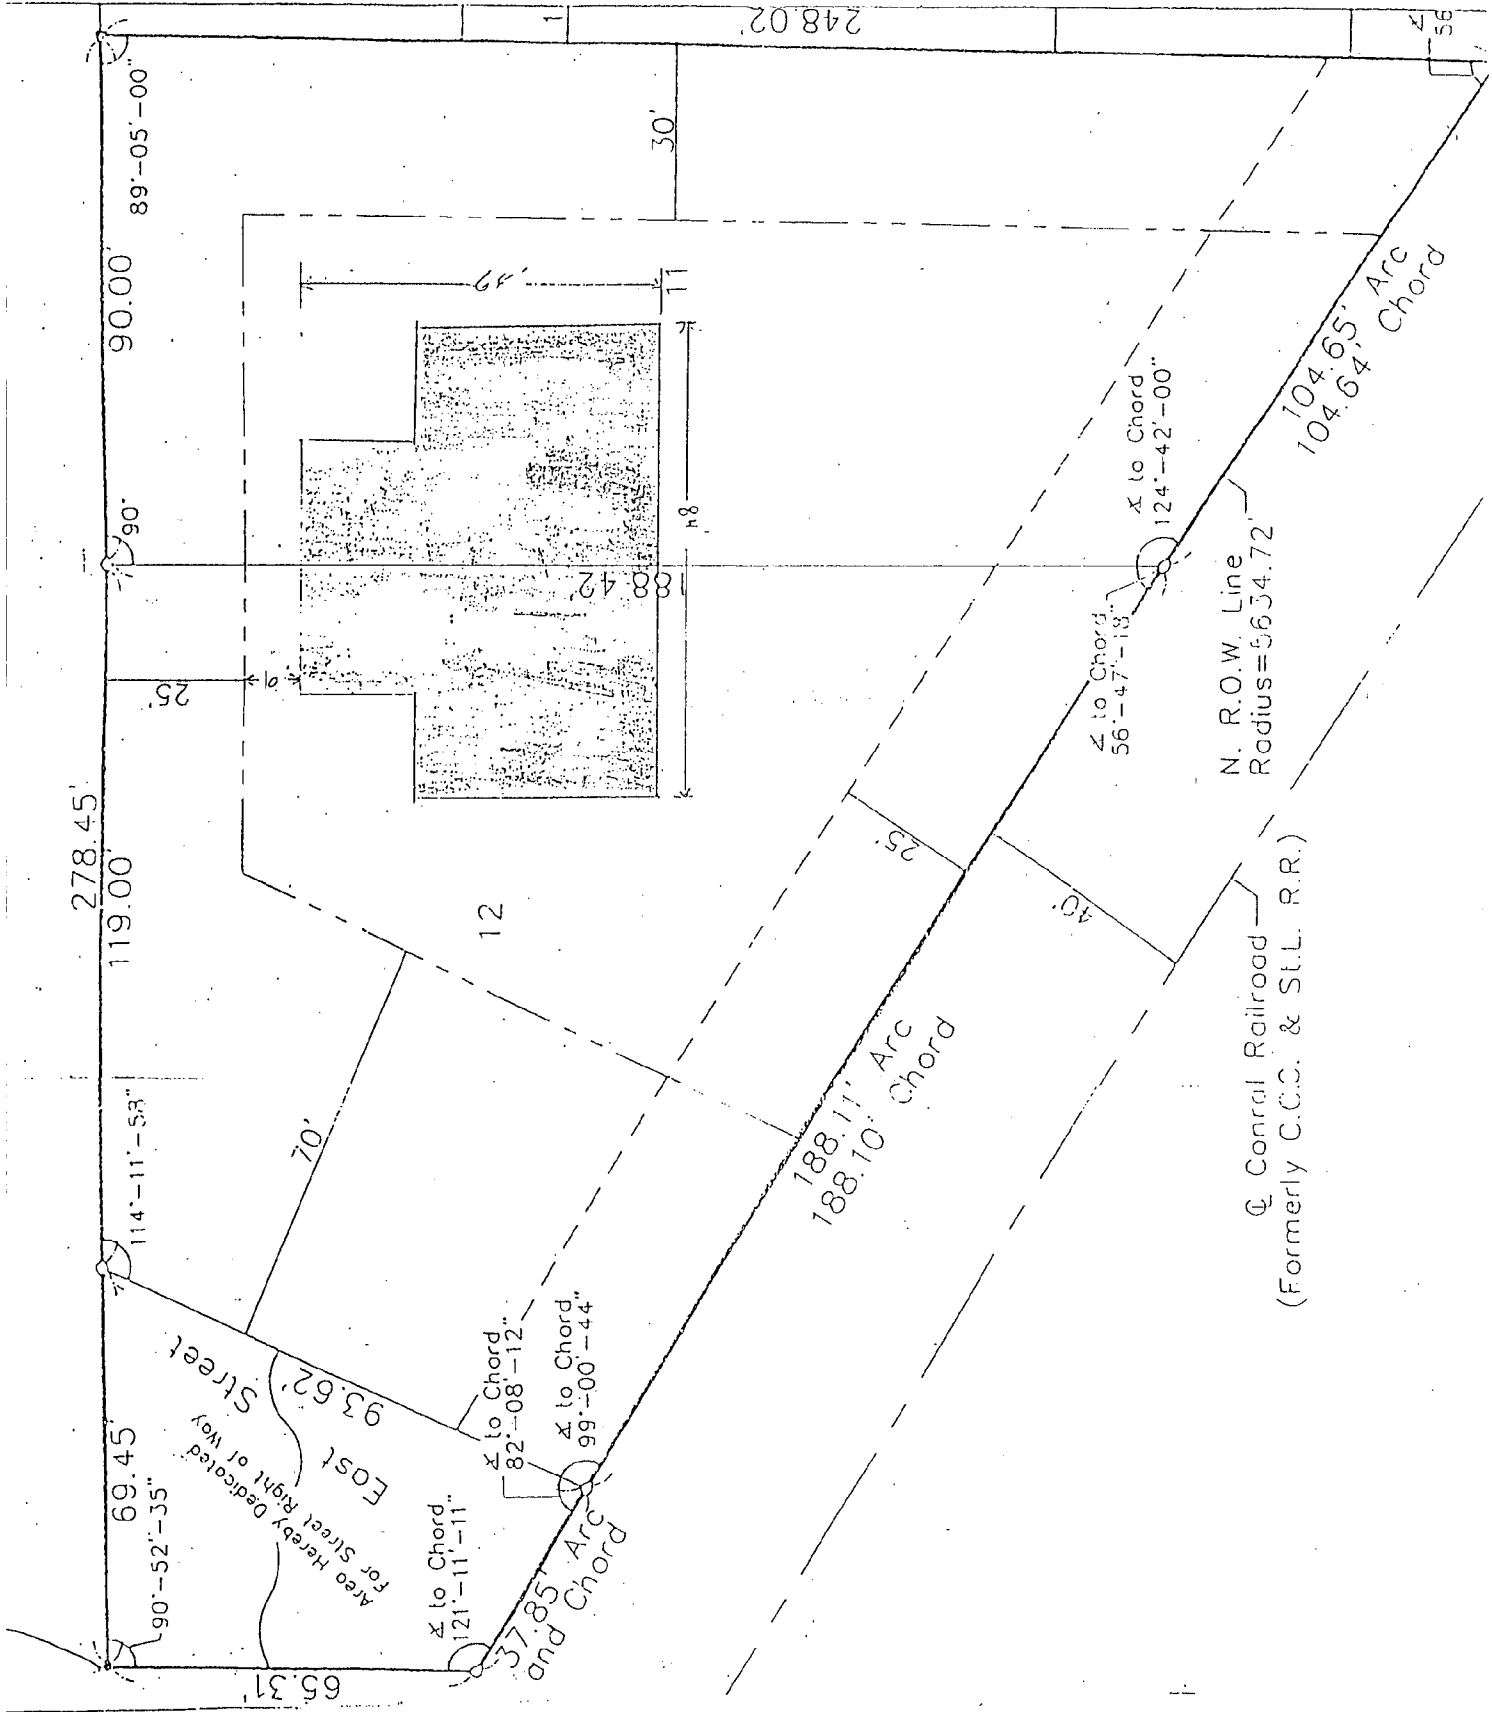 278.45'
69.45'
119.00'
90.00'
90°-52"-35"
114°-11'-53"
90°
89°-05'-00"
248.02'
1
56
65.31'
Area Hereby Dedicated
For Street Right of Way
East Street
93.62'
70'
25'
30'
12
11
84
188.42'
∡ to Chord
121°-11'-11"
∡ to Chord
82°-08'-12"
∡ to Chord
99°-00'-44"
37.85' Arc
and Chord
188.11' Arc
188.10' Chord
25'
40'
∡ to Chord
56°-47'-18"
∡ to Chord
124°-42'-00"
104.65' Arc
104.64' Chord
N. R.O.W. Line
Radius=5634.72'
℄ Conral Railroad
(Formerly C.C.C. & St.L. R.R.)